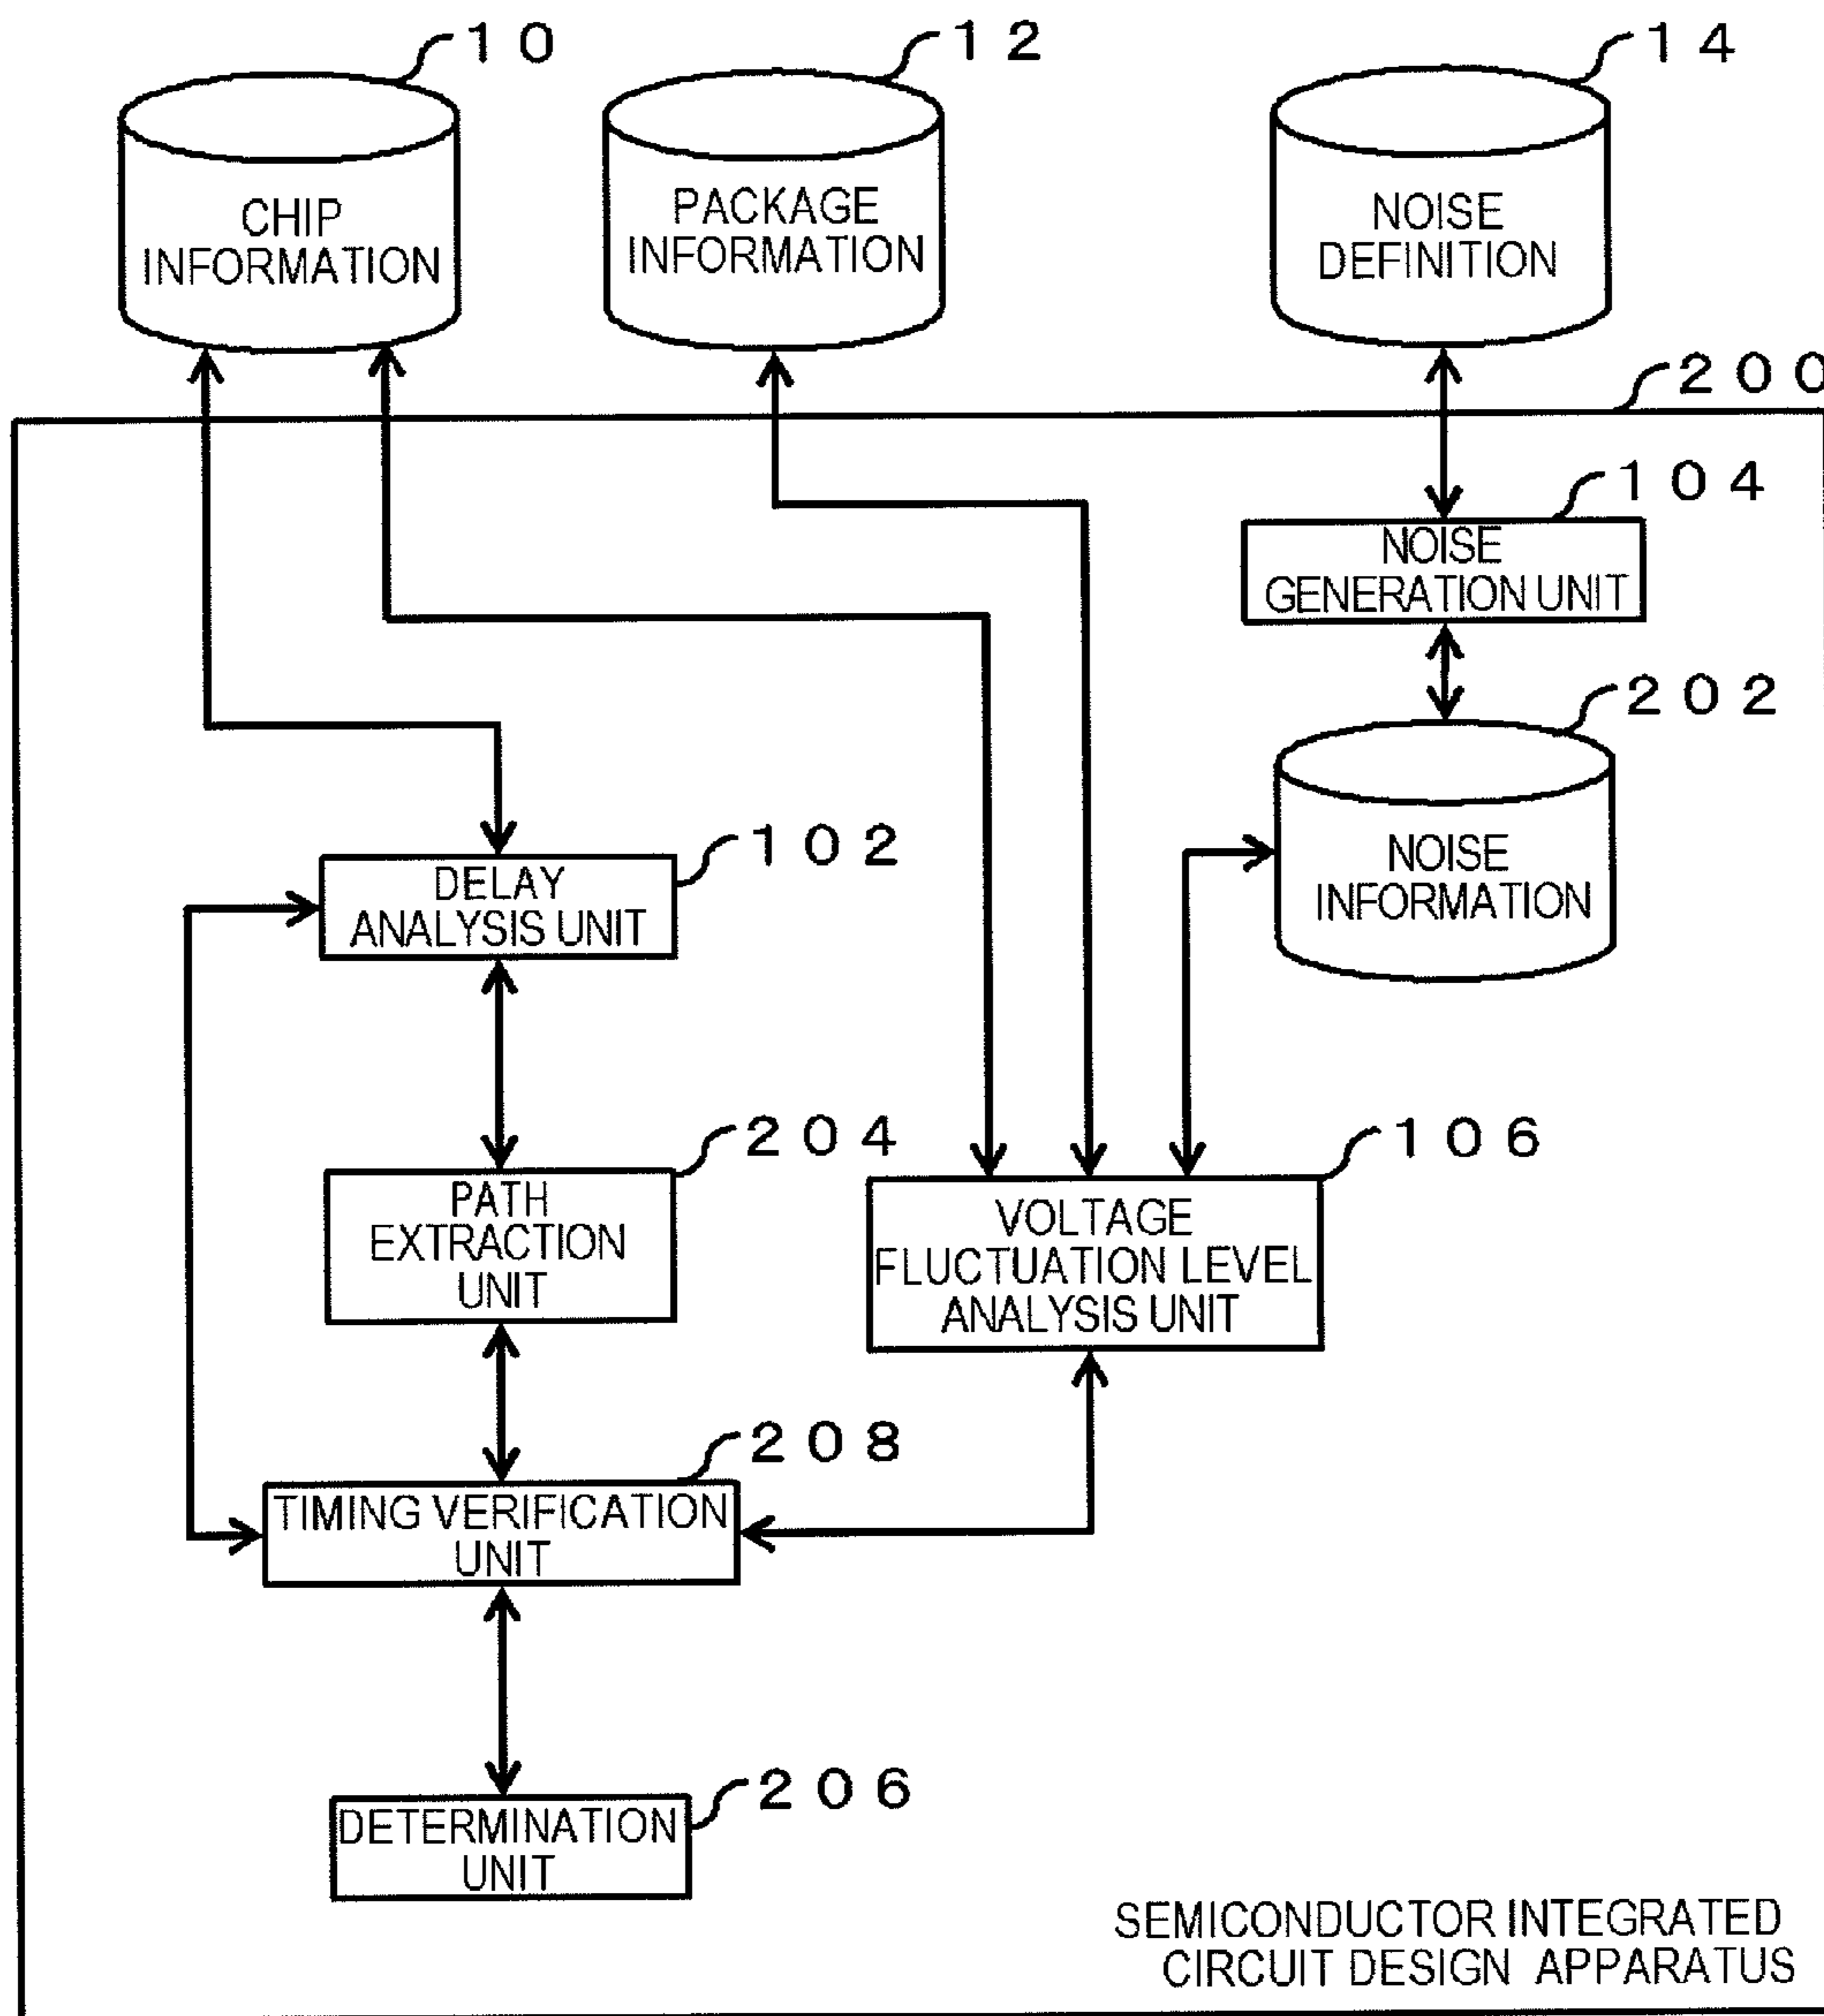 10
12
14
CHIP
INFORMATION
PACKAGE
INFORMATION
NOISE
DEFINITION
200
104
NOISE
GENERATION UNIT
202
NOISE
INFORMATION
102
DELAY
ANALYSIS UNIT
204
PATH
EXTRACTION
UNIT
106
VOLTAGE
FLUCTUATION LEVEL
ANALYSIS UNIT
208
TIMING VERIFICATION
UNIT
206
DETERMINATION
UNIT
SEMICONDUCTOR INTEGRATED
CIRCUIT DESIGN APPARATUS